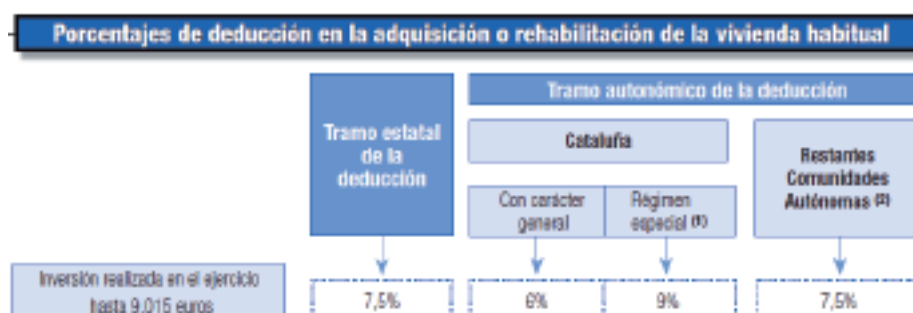 Porcentajes de deducción en la adquisición o rehabilitación de la vivienda habitual
Tramo autonómico de la deducción
Tramo estatal
de la
deducción
Cataluña
Restantes
Comunidades
Autónomas (2)
Con carácter
general
Régimen
especial (1)
Inversión realizada en el ejercicio
hasta 9.015 euros
7,5%
6%
9%
7,5%